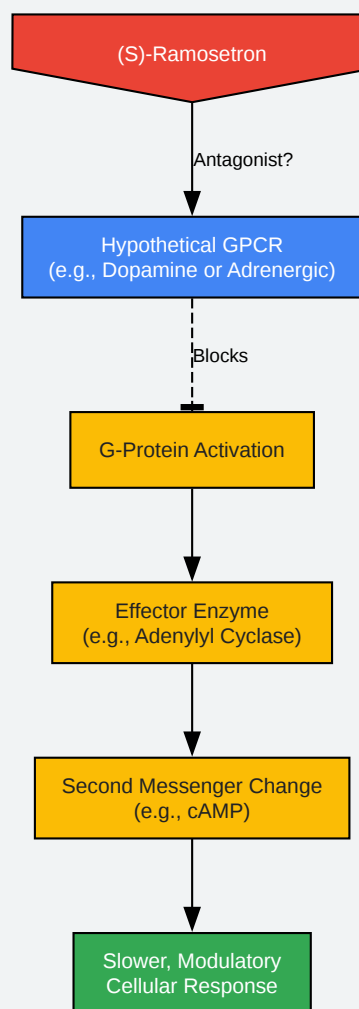 (S)-Ramosetron
Antagonist?
Hypothetical GPCR
(e.g., Dopamine or Adrenergic)
Blocks
G-Protein Activation
Effector Enzyme
(e.g., Adenylyl Cyclase)
Second Messenger Change
(e.g., cAMP)
Slower, Modulatory
Cellular Response